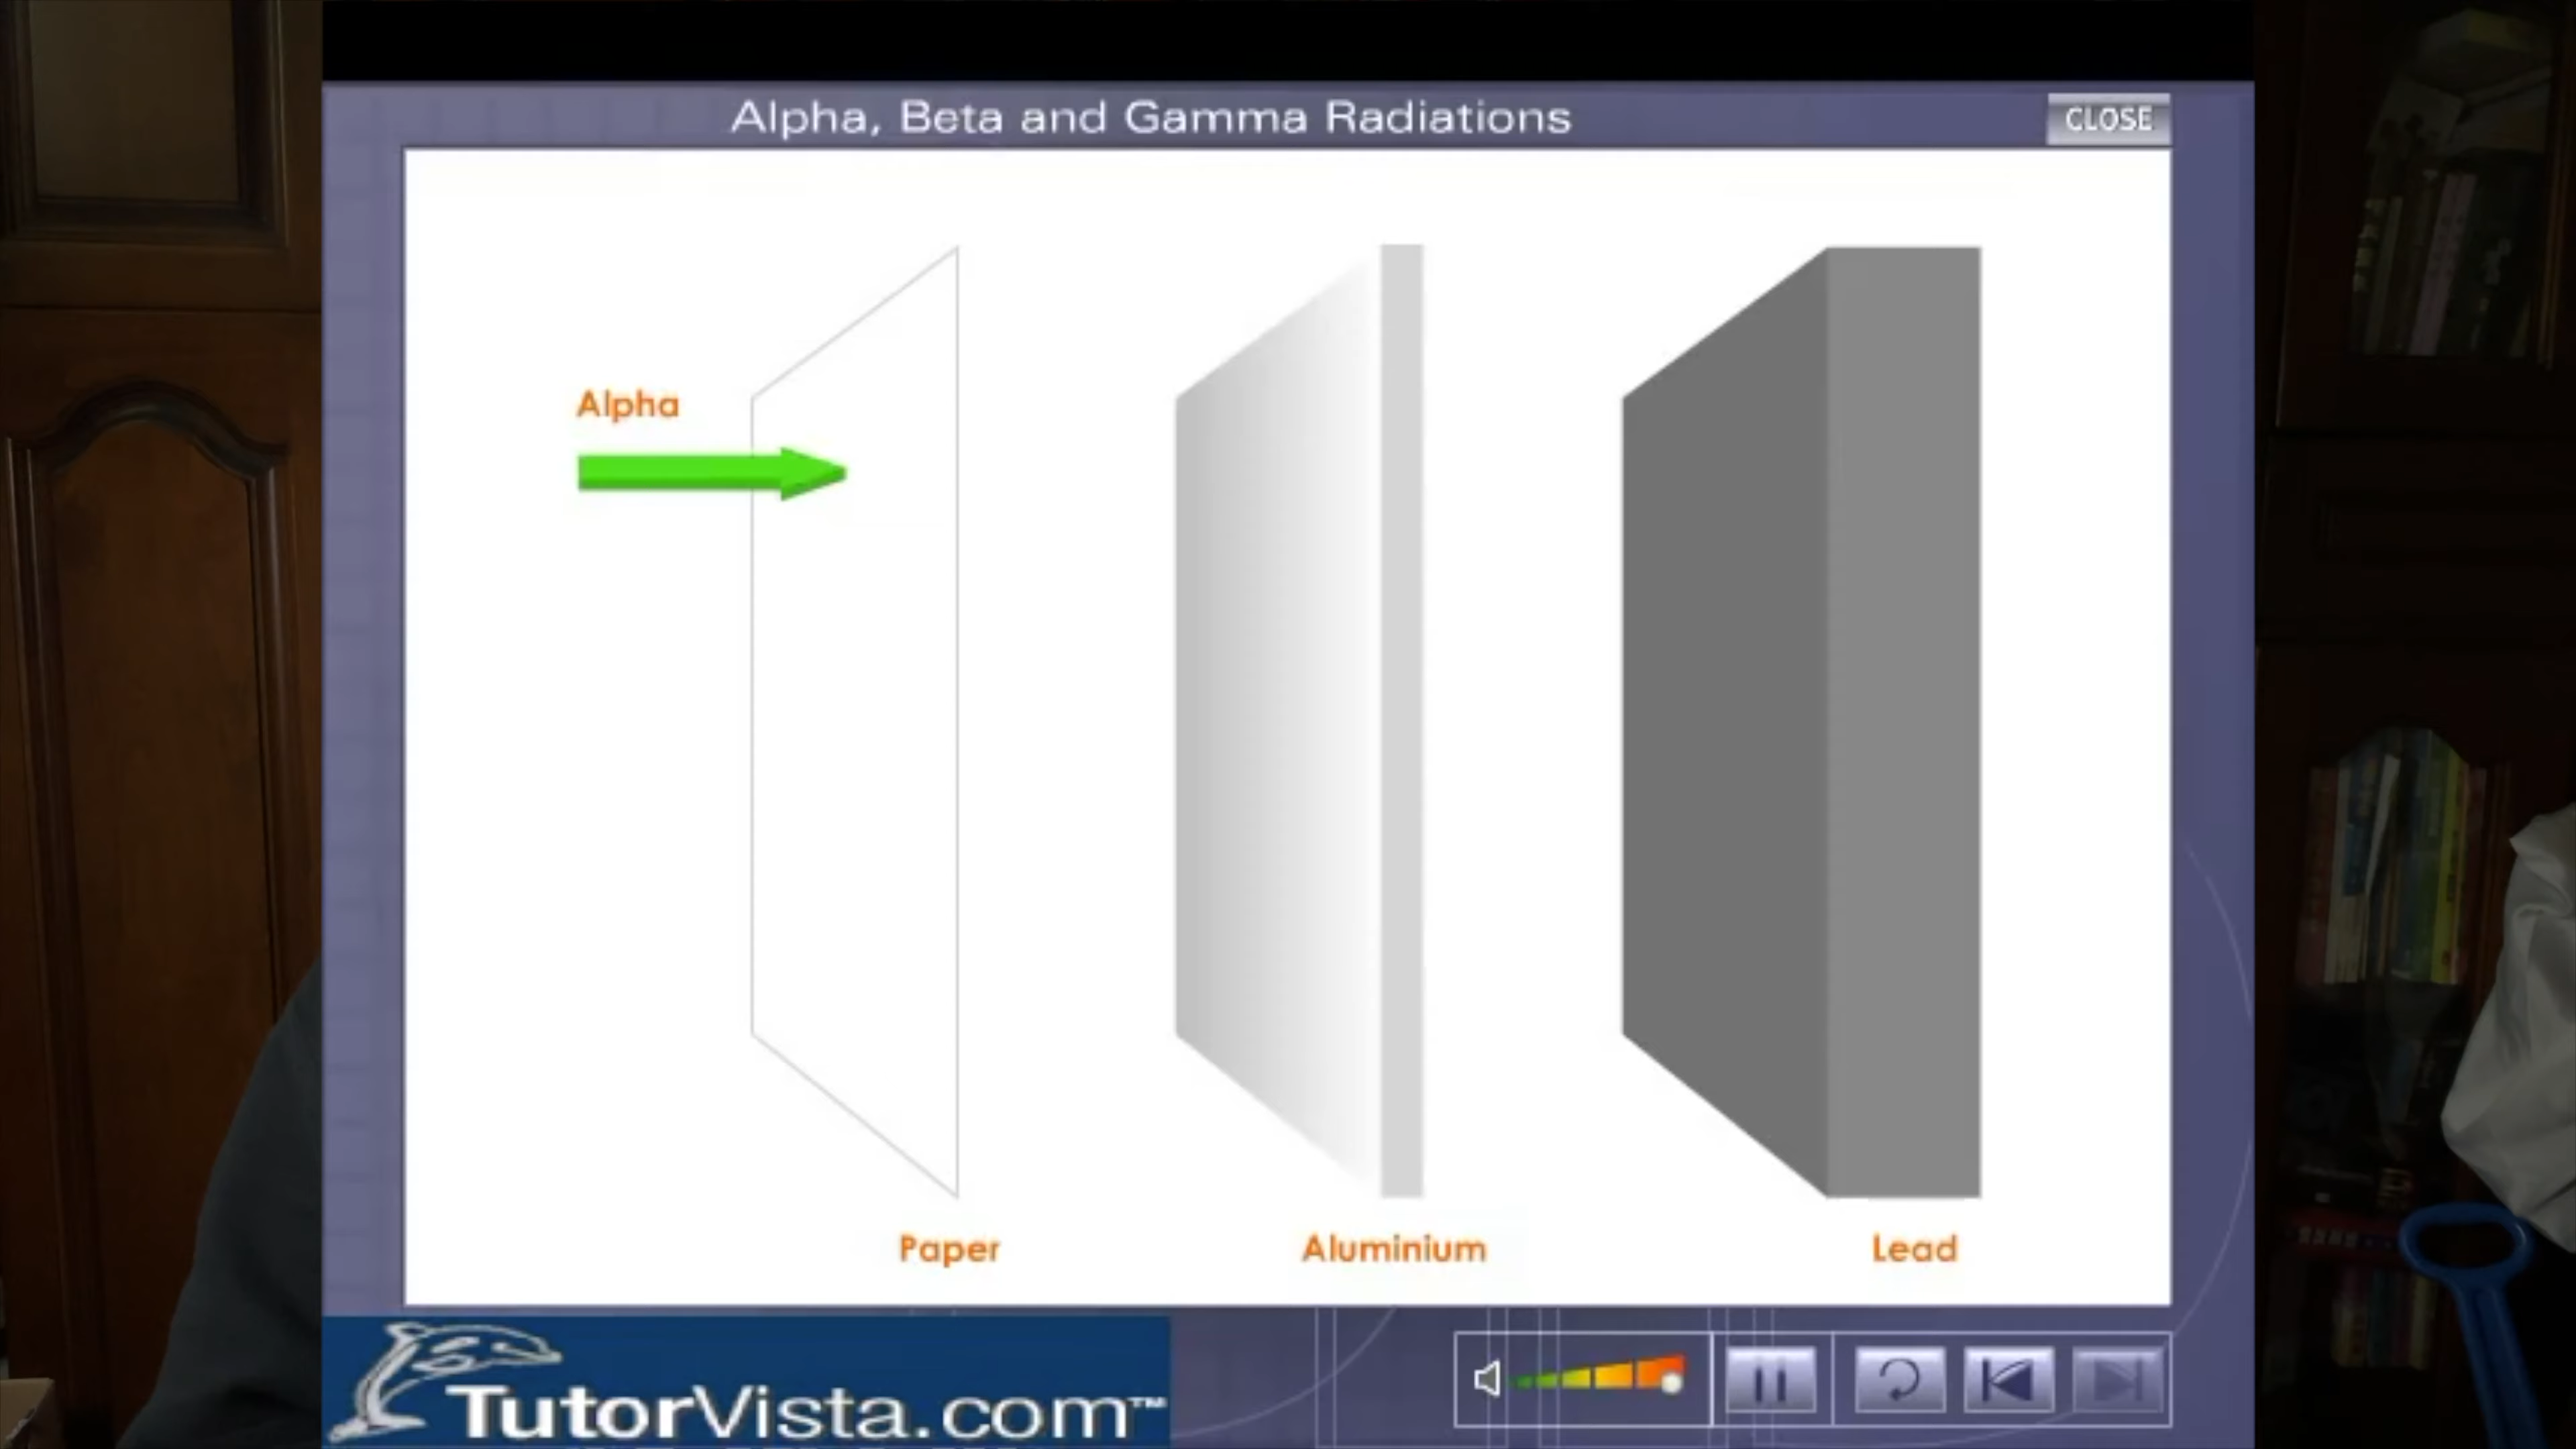 Alpha, Beta and Gamma Radiations
CLOSE
Alpha
Paper
Aluminium
Lead
TutorVista.com™